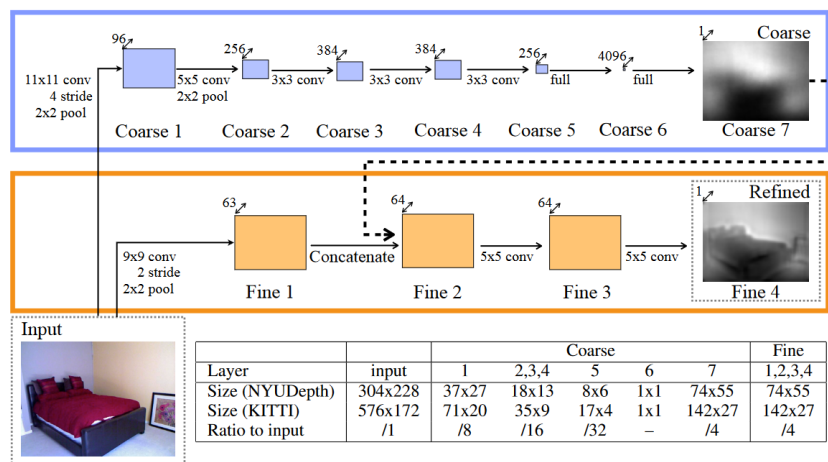 96
256
384
384
256
4096
1
Coarse
11x11 conv
4 stride
2x2 pool
5x5 conv
2x2 pool
3x3 conv
3x3 conv
3x3 conv
full
full
Coarse 1
Coarse 2
Coarse 3
Coarse 4
Coarse 5
Coarse 6
Coarse 7
63
64
64
1
Refined
9x9 conv
2 stride
2x2 pool
Concatenate
5x5 conv
5x5 conv
Fine 1
Fine 2
Fine 3
Fine 4
Input
Coarse Fine
Layer input 1 2,3,4 5 6 7 1,2,3,4
Size (NYUDepth) 304x228 37x27 18x13 8x6 1x1 74x55 74x55
Size (KITTI) 576x172 71x20 35x9 17x4 1x1 142x27 142x27
Ratio to input /1 /8 /16 /32 – /4 /4